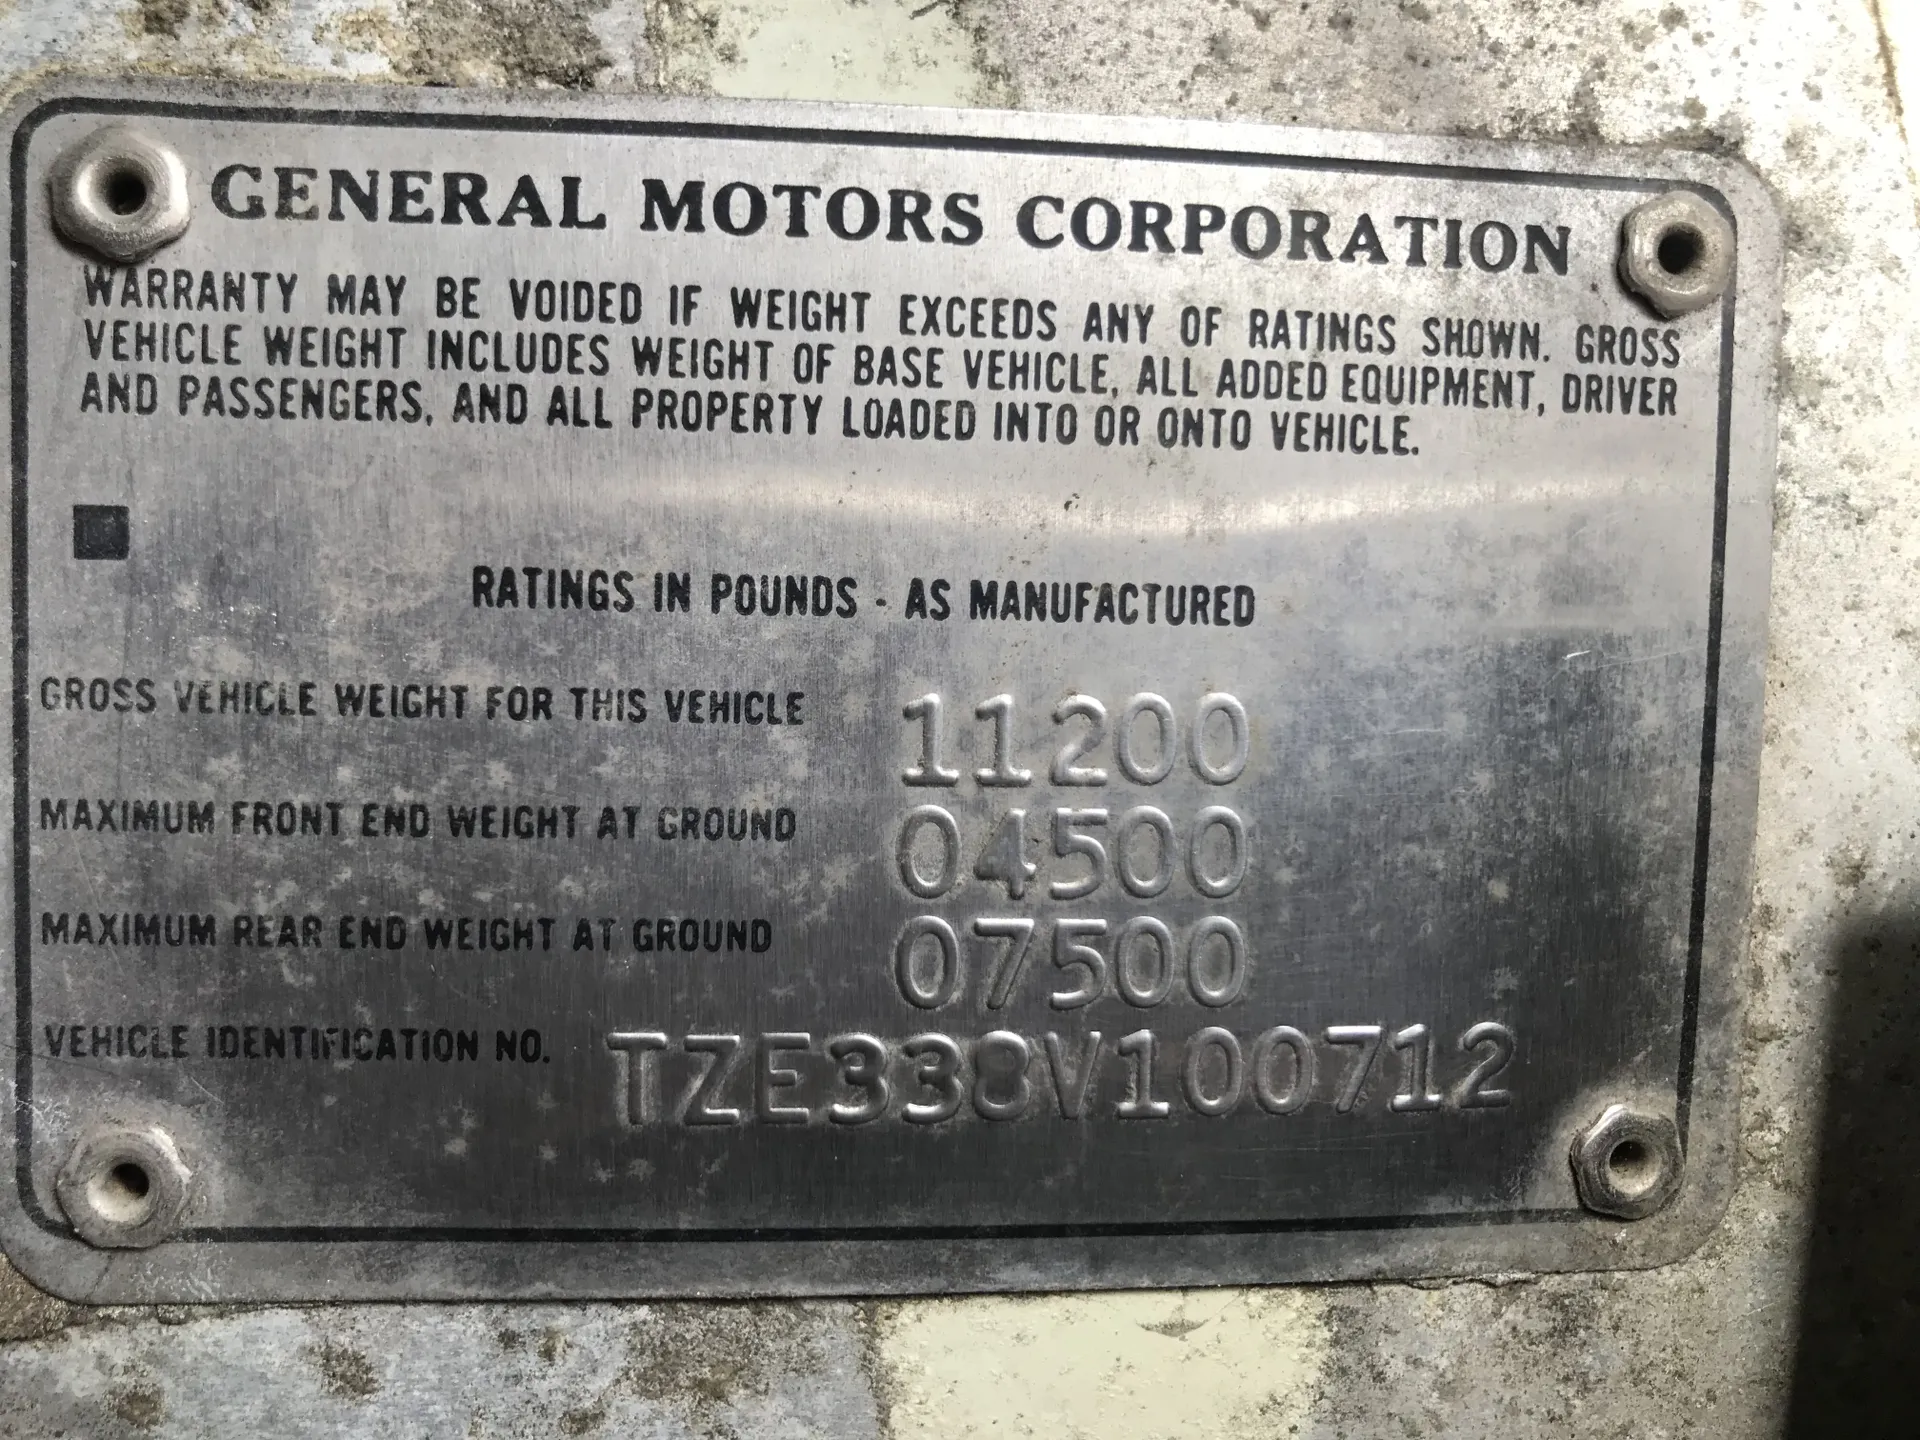 GENERAL MOTORS CORPORATION
WARRANTY MAY BE VOIDED IF WEIGHT EXCEEDS ANY OF RATINGS SHOWN. GROSS
VEHICLE WEIGHT INCLUDES WEIGHT OF BASE VEHICLE, ALL ADDED EQUIPMENT, DRIVER
AND PASSENGERS, AND ALL PROPERTY LOADED INTO OR ONTO VEHICLE.
RATINGS IN POUNDS - AS MANUFACTURED
GROSS VEHICLE WEIGHT FOR THIS VEHICLE 11200
MAXIMUM FRONT END WEIGHT AT GROUND 04500
MAXIMUM REAR END WEIGHT AT GROUND 07500
VEHICLE IDENTIFICATION NO. TZE338V100712